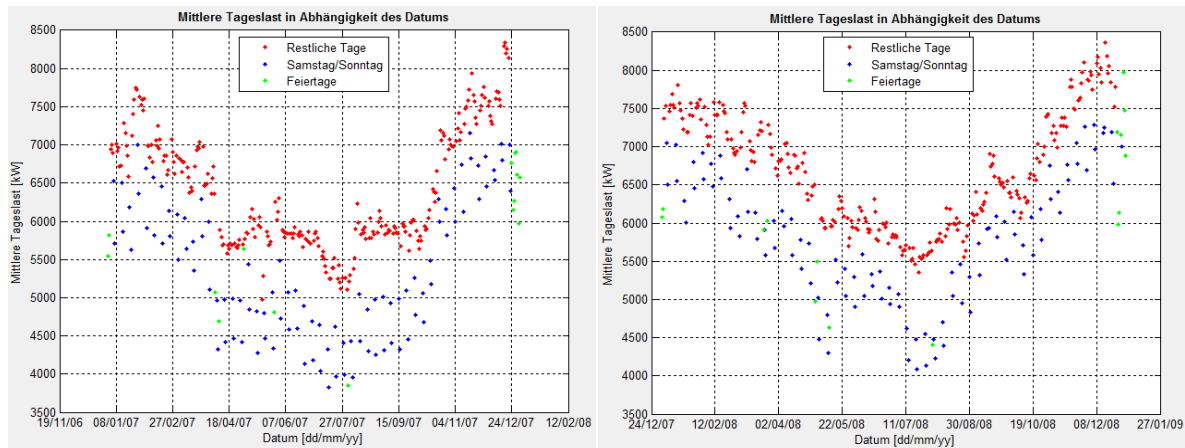 Mittlere Tageslast in Abhängigkeit des Datums
Restliche Tage
Samstag/Sonntag
Feiertage
Mittlere Tageslast [kW]
8500
8000
7500
7000
6500
6000
5500
5000
4500
4000
3500
19/11/06 08/01/07 27/02/07 18/04/07 07/06/07 27/07/07 15/09/07 04/11/07 24/12/07 12/02/08
Datum [dd/mm/yy]
Mittlere Tageslast in Abhängigkeit des Datums
Restliche Tage
Samstag/Sonntag
Feiertage
Mittlere Tageslast [kW]
8500
8000
7500
7000
6500
6000
5500
5000
4500
4000
3500
24/12/07 12/02/08 02/04/08 22/05/08 11/07/08 30/08/08 19/10/08 08/12/08 27/01/09
Datum [dd/mm/yy]